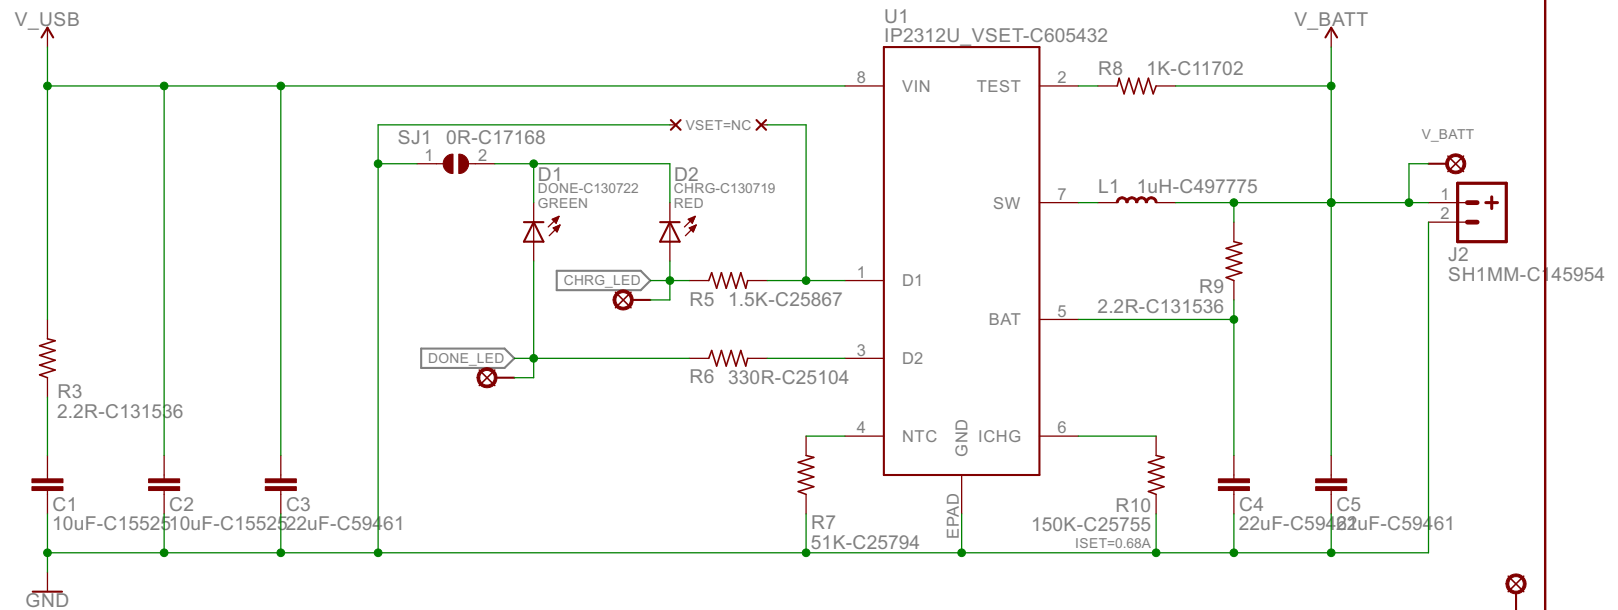 V_USB
U1
IP2312U_VSET-C605432
V_BATT
8
VIN
TEST
2
R8
1K-C11702
VSET=NC
SJ1
0R-C17168
1
2
D1
DONE-C130722
GREEN
D2
CHRG-C130719
RED
V_BATT
SW
7
L1
1uH-C497775
1
2
J2
SH1MM-C145954
CHRG_LED
R5
1.5K-C25867
1
D1
R9
2.2R-C131536
BAT
5
DONE_LED
R6
330R-C25104
3
D2
R3
2.2R-C131536
4
NTC
GND
ICHG
6
C1
10uF-C15525
C2
10uF-C15525
C3
22uF-C59461
R7
51K-C25794
EPAD
R10
150K-C25755
ISET=0.68A
C4
22uF-C59461
C5
22uF-C59461
GND